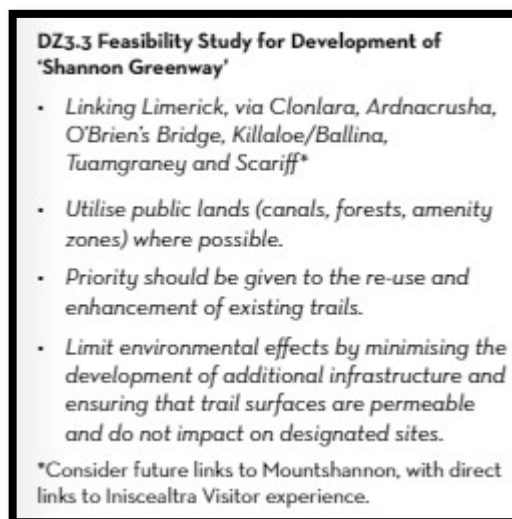 DZ3.3 Feasibility Study for Development of
‘Shannon Greenway’
• Linking Limerick, via Clonlara, Ardnacrusha,
O’Brien’s Bridge, Killaloe/Ballina,
Tuamgraney and Scariff*
• Utilise public lands (canals, forests, amenity
zones) where possible.
• Priority should be given to the re-use and
enhancement of existing trails.
• Limit environmental effects by minimising the
development of additional infrastructure and
ensuring that trail surfaces are permeable
and do not impact on designated sites.
*Consider future links to Mountshannon, with direct
links to Iniscealtra Visitor experience.